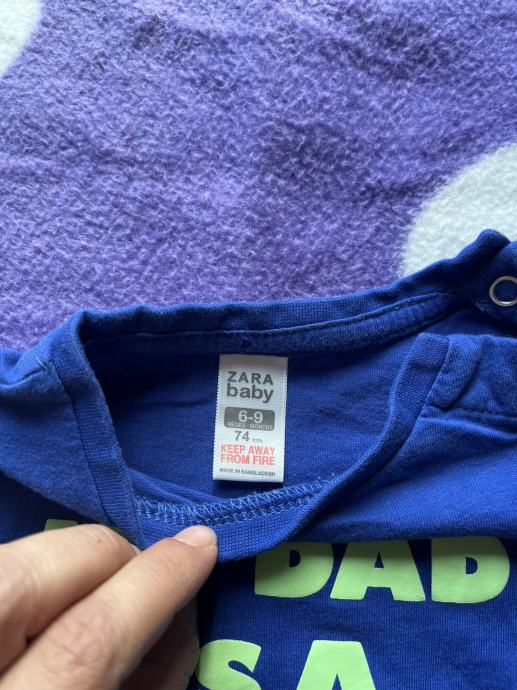 ZARA
baby
6-9
MESES - MONTHS
74 cm.
KEEP AWAY
FROM FIRE
MADE IN BANGLADESH
DAD
S A